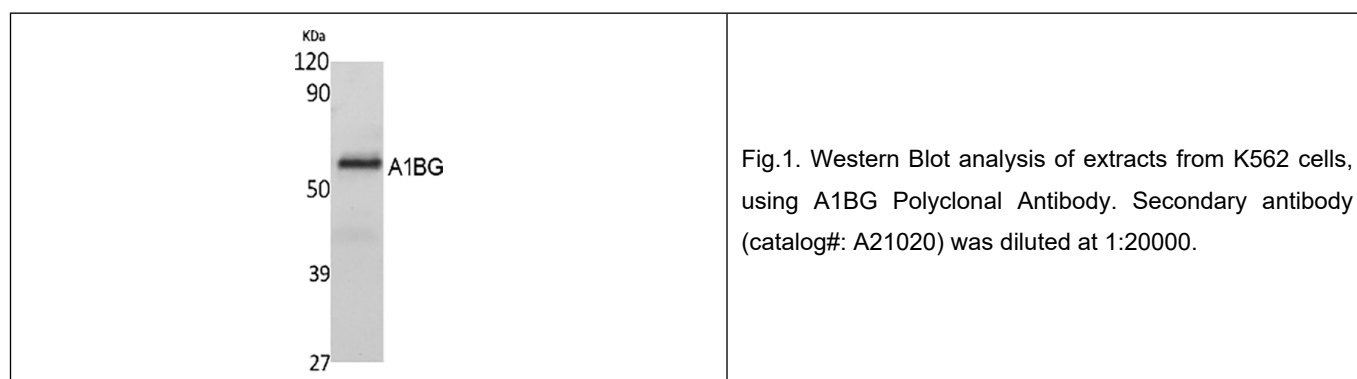 KDa
120
90
A1BG
50
39
27
Fig.1. Western Blot analysis of extracts from K562 cells,
using A1BG Polyclonal Antibody. Secondary antibody
(catalog#: A21020) was diluted at 1:20000.